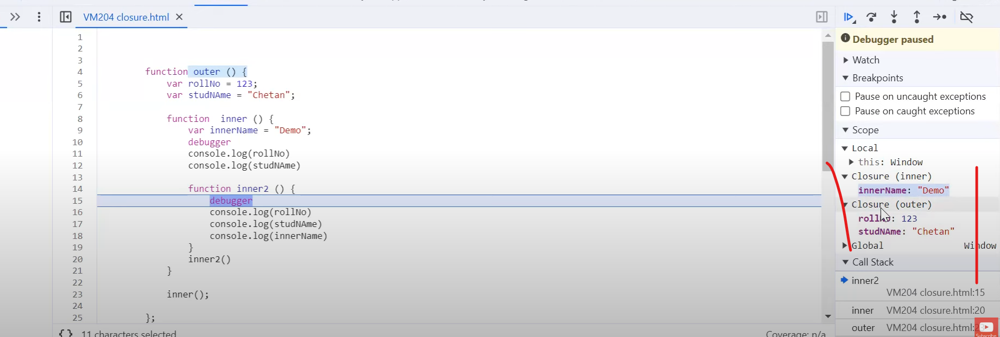 VM204 closure.html ×
1
2
3
4 function outer () {
5 var rollNo = 123;
6 var studNAme = "Chetan";
7
8 function inner () {
9 var innerName = "Demo";
10 debugger
11 console.log(rollNo)
12 console.log(studNAme)
13
14 function inner2 () {
15 debugger
16 console.log(rollNo)
17 console.log(studNAme)
18 console.log(innerName)
19 }
20 inner2()
21 }
22
23 inner();
24
25 };
{ } 11 characters selected
Coverage: n/a
Debugger paused
Watch
Breakpoints
Pause on uncaught exceptions
Pause on caught exceptions
Scope
Local
this: Window
Closure (inner)
innerName: "Demo"
Closure (outer)
rollNo: 123
studNAme: "Chetan"
Global Window
Call Stack
inner2
VM204 closure.html:15
inner VM204 closure.html:20
outer VM204 closure.html:23
Subscribe